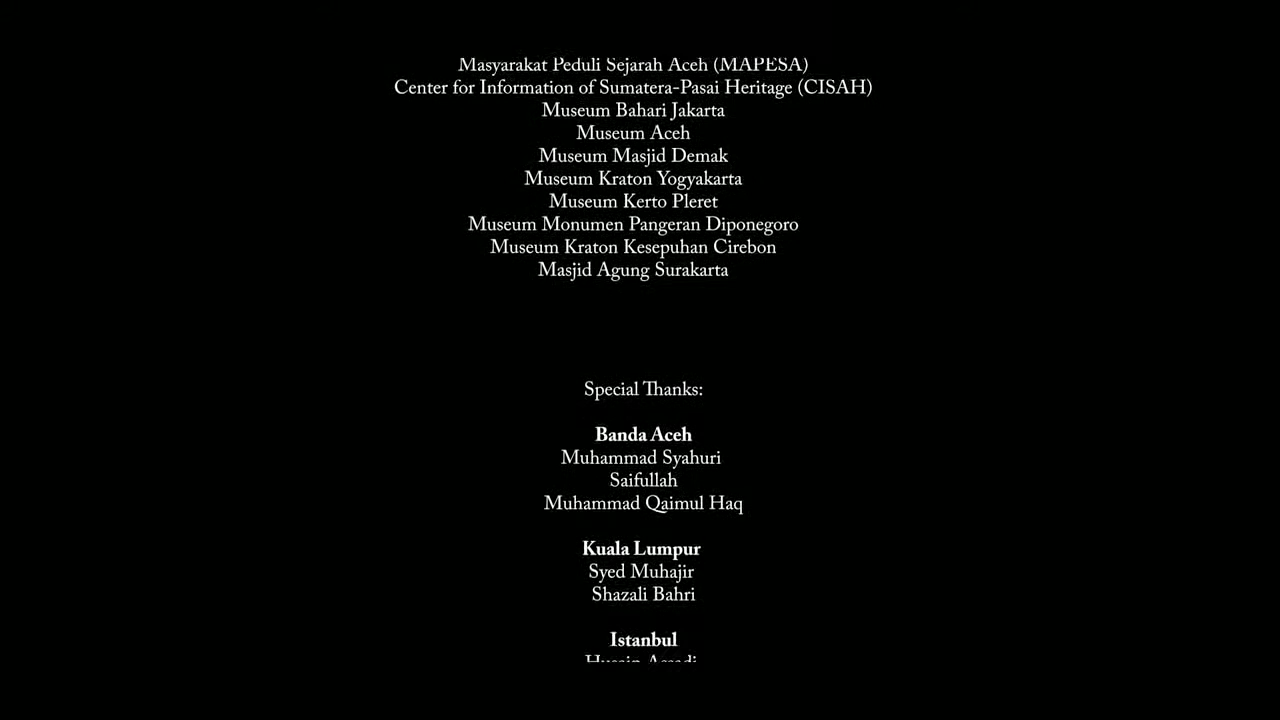 Masyarakat Peduli Sejarah Aceh (MAPESA)
Center for Information of Sumatera-Pasai Heritage (CISAH)
Museum Bahari Jakarta
Museum Aceh
Museum Masjid Demak
Museum Kraton Yogyakarta
Museum Kerto Pleret
Museum Monumen Pangeran Diponegoro
Museum Kraton Kesepuhan Cirebon
Masjid Agung Surakarta
Special Thanks:
Banda Aceh
Muhammad Syahuri
Saifullah
Muhammad Qaimul Haq
Kuala Lumpur
Syed Muhajir
Shazali Bahri
Istanbul